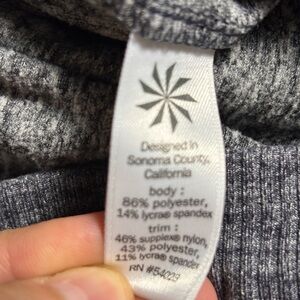 Designed in
Sonoma County,
California
body :
86% polyester,
14% lycra® spandex
trim :
46% supplex® nylon,
43% polyester,
11% lycra® spandex
RN #54023